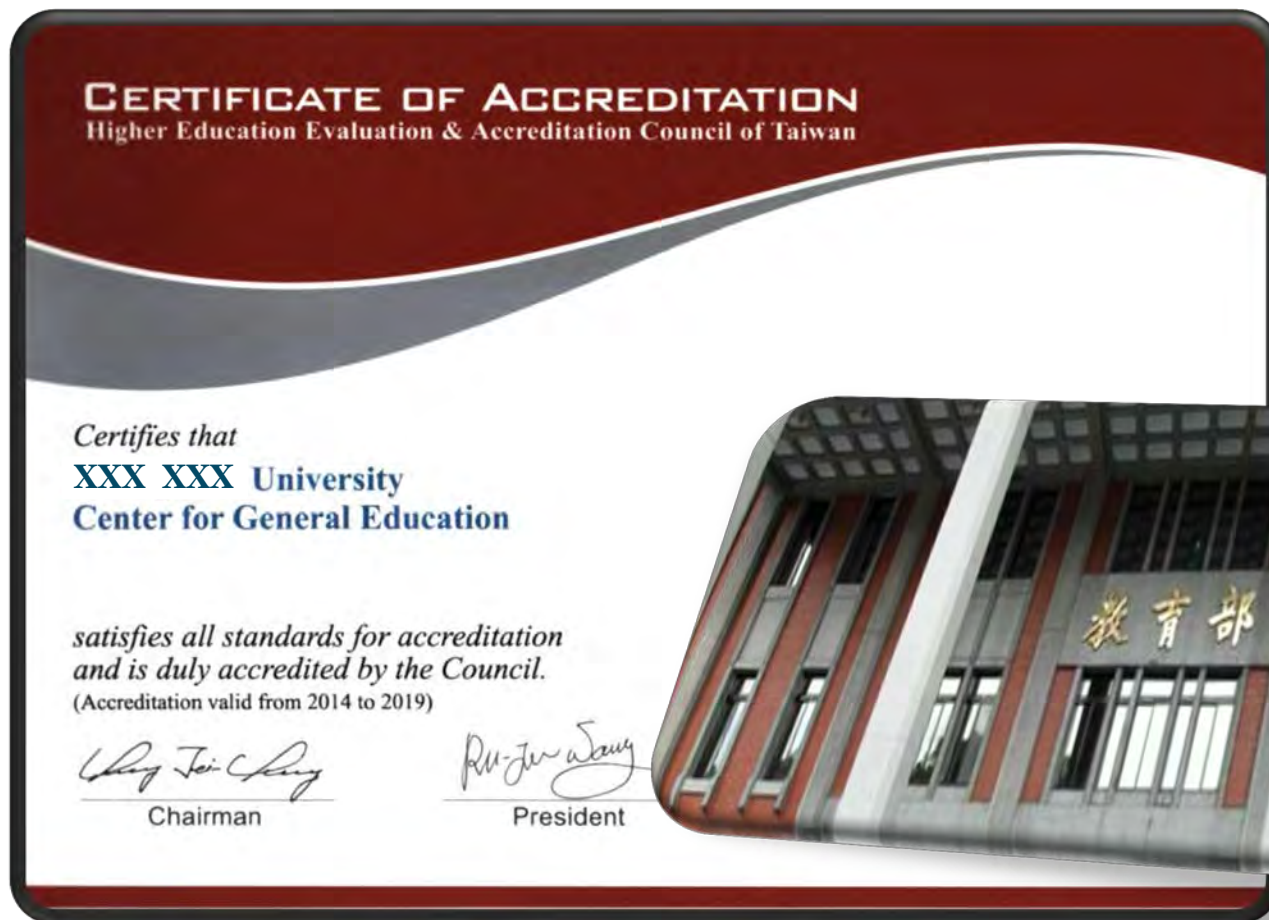 CERTIFICATE OF ACCREDITATION
Higher Education Evaluation & Accreditation Council of Taiwan
Certifies that
XXX XXX University
Center for General Education
satisfies all standards for accreditation
and is duly accredited by the Council.
(Accreditation valid from 2014 to 2019)
Chairman
President
教育部